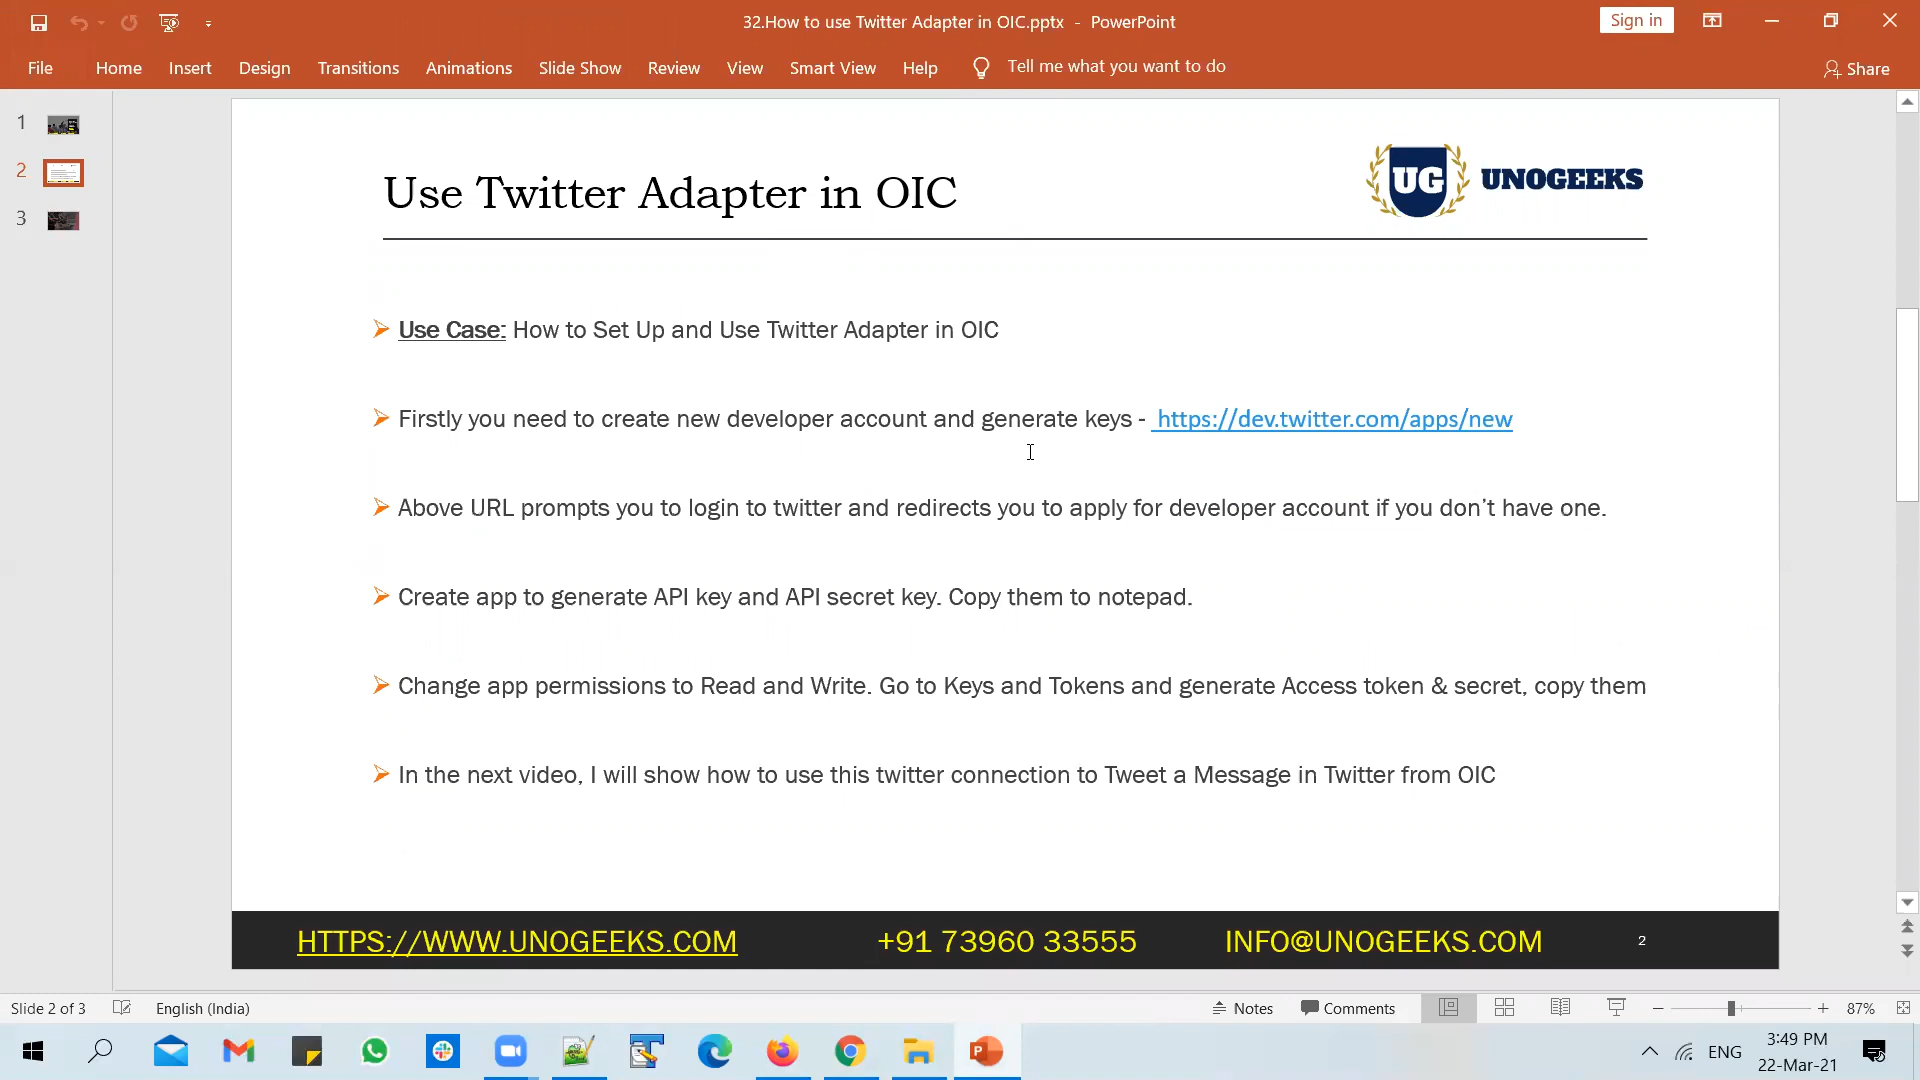 32.How to use Twitter Adapter in OIC.pptx - PowerPoint
Sign in
File Home Insert Design Transitions Animations Slide Show Review View Smart View Help Tell me what you want to do Share
1
2
3
Use Twitter Adapter in OIC
UG UNOGEEKS
Use Case: How to Set Up and Use Twitter Adapter in OIC
Firstly you need to create new developer account and generate keys - https://dev.twitter.com/apps/new
Above URL prompts you to login to twitter and redirects you to apply for developer account if you don’t have one.
Create app to generate API key and API secret key. Copy them to notepad.
Change app permissions to Read and Write. Go to Keys and Tokens and generate Access token & secret, copy them
In the next video, I will show how to use this twitter connection to Tweet a Message in Twitter from OIC
HTTPS://WWW.UNOGEEKS.COM +91 73960 33555 INFO@UNOGEEKS.COM 2
Slide 2 of 3 English (India) Notes Comments 87%
ENG 3:49 PM
22-Mar-21